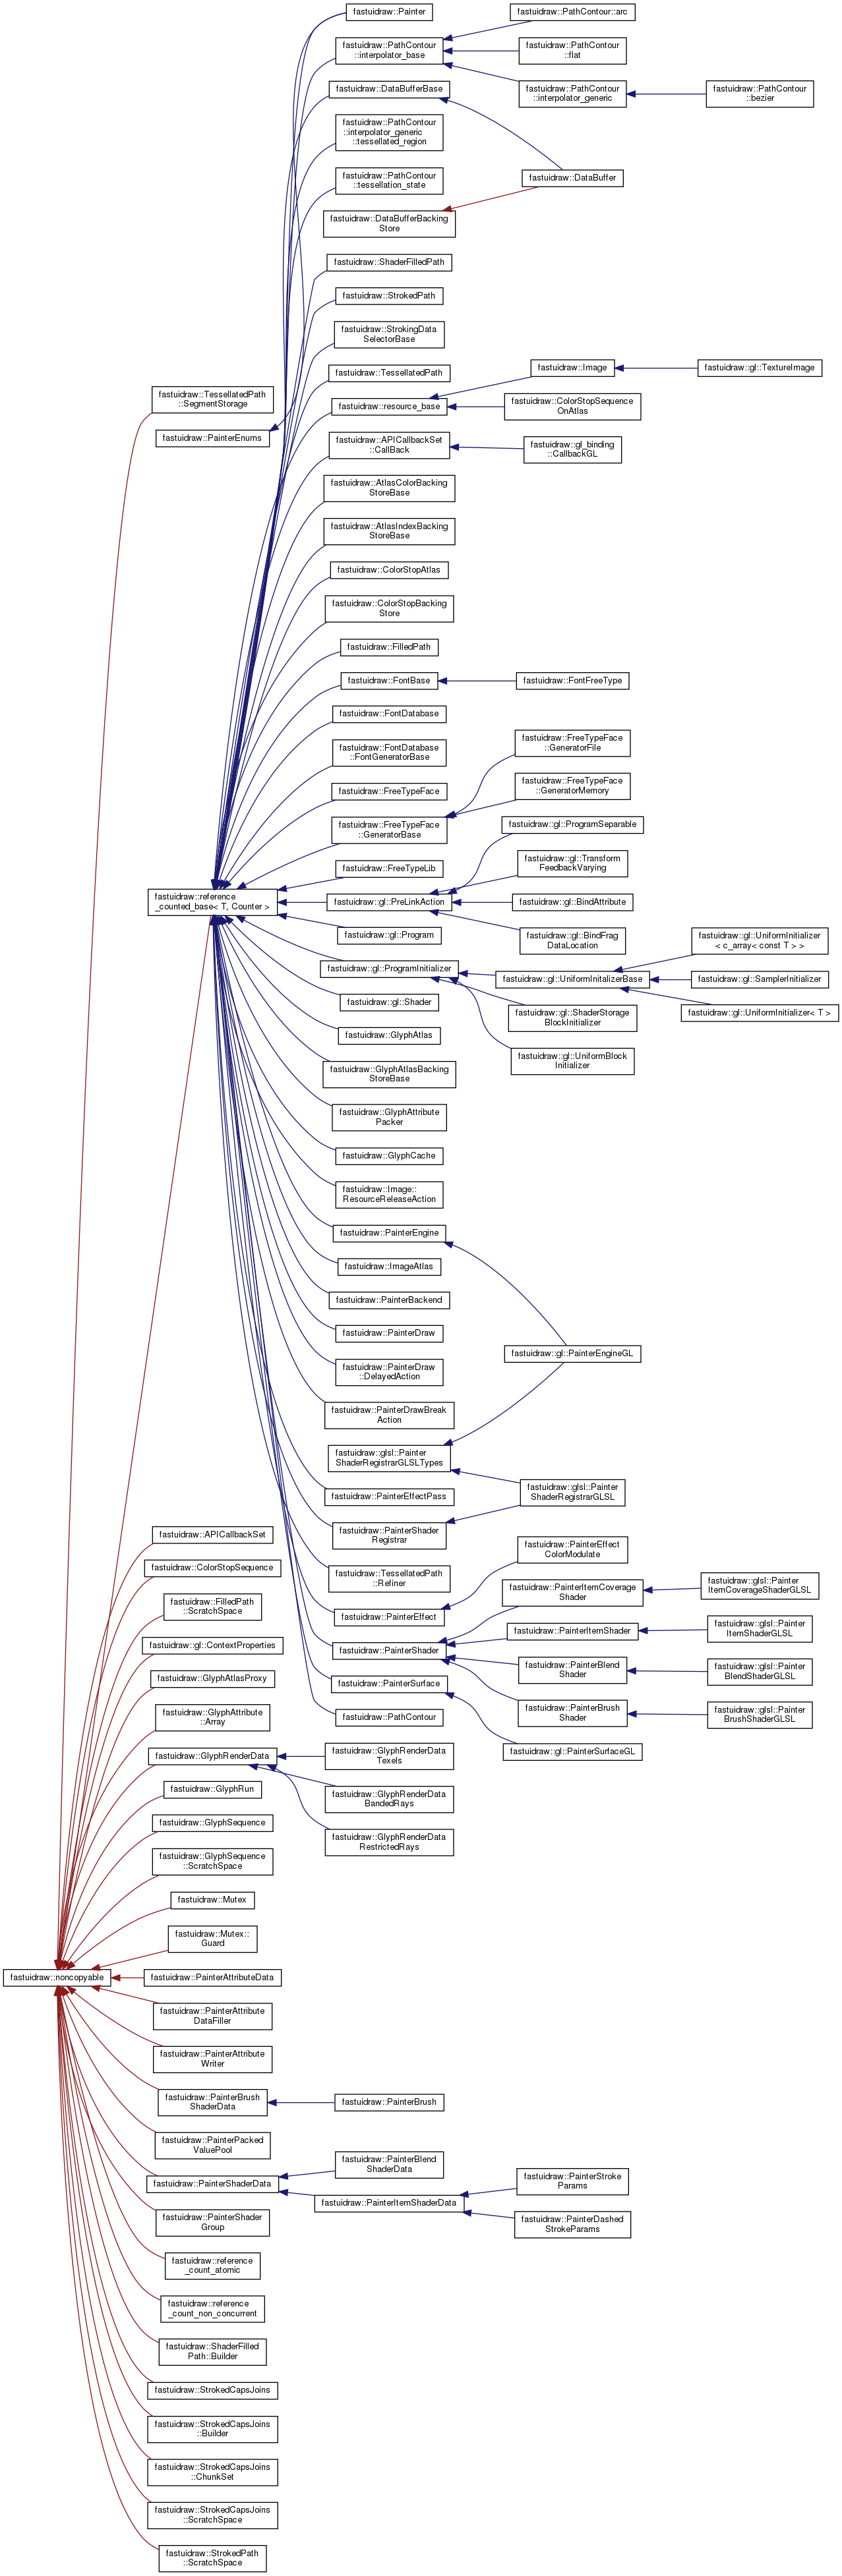 fastuidraw::Painter
fastuidraw::PathContour::arc
fastuidraw::PathContour
::interpolator_base
fastuidraw::PathContour
::flat
fastuidraw::DataBufferBase
fastuidraw::PathContour
::interpolator_generic
fastuidraw::PathContour
::bezier
fastuidraw::PathContour
::interpolator_generic
::tessellated_region
fastuidraw::PathContour
::tessellation_state
fastuidraw::DataBuffer
fastuidraw::DataBufferBacking
Store
fastuidraw::ShaderFilledPath
fastuidraw::StrokedPath
fastuidraw::StrokingData
SelectorBase
fastuidraw::TessellatedPath
fastuidraw::Image
fastuidraw::gl::TextureImage
fastuidraw::TessellatedPath
::SegmentStorage
fastuidraw::resource_base
fastuidraw::ColorStopSequence
OnAtlas
fastuidraw::PainterEnums
fastuidraw::APICallbackSet
::CallBack
fastuidraw::gl_binding
::CallbackGL
fastuidraw::AtlasColorBacking
StoreBase
fastuidraw::AtlasIndexBacking
StoreBase
fastuidraw::ColorStopAtlas
fastuidraw::ColorStopBacking
Store
fastuidraw::FilledPath
fastuidraw::FontBase
fastuidraw::FontFreeType
fastuidraw::FontDatabase
fastuidraw::FontDatabase
::FontGeneratorBase
fastuidraw::FreeTypeFace
::GeneratorFile
fastuidraw::FreeTypeFace
fastuidraw::FreeTypeFace
::GeneratorMemory
fastuidraw::FreeTypeFace
::GeneratorBase
fastuidraw::gl::ProgramSeparable
fastuidraw::FreeTypeLib
fastuidraw::gl::Transform
FeedbackVarying
fastuidraw::reference
_counted_base< T, Counter >
fastuidraw::gl::PreLinkAction
fastuidraw::gl::BindAttribute
fastuidraw::gl::Program
fastuidraw::gl::BindFrag
DataLocation
fastuidraw::gl::UniformInitializer
< c_array< const T > >
fastuidraw::gl::ProgramInitializer
fastuidraw::gl::UniformInitalizerBase
fastuidraw::gl::SamplerInitializer
fastuidraw::gl::Shader
fastuidraw::gl::ShaderStorage
BlockInitializer
fastuidraw::gl::UniformInitializer< T >
fastuidraw::GlyphAtlas
fastuidraw::gl::UniformBlock
Initializer
fastuidraw::GlyphAtlasBacking
StoreBase
fastuidraw::GlyphAttribute
Packer
fastuidraw::GlyphCache
fastuidraw::Image::
ResourceReleaseAction
fastuidraw::PainterEngine
fastuidraw::ImageAtlas
fastuidraw::PainterBackend
fastuidraw::PainterDraw
fastuidraw::gl::PainterEngineGL
fastuidraw::PainterDraw
::DelayedAction
fastuidraw::PainterDrawBreak
Action
fastuidraw::glsl::Painter
ShaderRegistrarGLSLTypes
fastuidraw::PainterEffectPass
fastuidraw::glsl::Painter
ShaderRegistrarGLSL
fastuidraw::APICallbackSet
fastuidraw::PainterShader
Registrar
fastuidraw::PainterEffect
ColorModulate
fastuidraw::ColorStopSequence
fastuidraw::TessellatedPath
::Refiner
fastuidraw::PainterItemCoverage
Shader
fastuidraw::glsl::Painter
ItemCoverageShaderGLSL
fastuidraw::FilledPath
::ScratchSpace
fastuidraw::PainterEffect
fastuidraw::PainterItemShader
fastuidraw::glsl::Painter
ItemShaderGLSL
fastuidraw::gl::ContextProperties
fastuidraw::PainterShader
fastuidraw::PainterBlend
Shader
fastuidraw::glsl::Painter
BlendShaderGLSL
fastuidraw::GlyphAtlasProxy
fastuidraw::PainterSurface
fastuidraw::PainterBrush
Shader
fastuidraw::glsl::Painter
BrushShaderGLSL
fastuidraw::GlyphAttribute
::Array
fastuidraw::PathContour
fastuidraw::gl::PainterSurfaceGL
fastuidraw::GlyphRenderData
fastuidraw::GlyphRenderData
Texels
fastuidraw::GlyphRun
fastuidraw::GlyphRenderData
BandedRays
fastuidraw::GlyphSequence
fastuidraw::GlyphRenderData
RestrictedRays
fastuidraw::GlyphSequence
::ScratchSpace
fastuidraw::Mutex
fastuidraw::Mutex::
Guard
fastuidraw::noncopyable
fastuidraw::PainterAttributeData
fastuidraw::PainterAttribute
DataFiller
fastuidraw::PainterAttribute
Writer
fastuidraw::PainterBrush
ShaderData
fastuidraw::PainterBrush
fastuidraw::PainterPacked
ValuePool
fastuidraw::PainterBlend
ShaderData
fastuidraw::PainterShaderData
fastuidraw::PainterStroke
Params
fastuidraw::PainterItemShaderData
fastuidraw::PainterShader
Group
fastuidraw::PainterDashed
StrokeParams
fastuidraw::reference
_count_atomic
fastuidraw::reference
_count_non_concurrent
fastuidraw::ShaderFilled
Path::Builder
fastuidraw::StrokedCapsJoins
fastuidraw::StrokedCapsJoins
::Builder
fastuidraw::StrokedCapsJoins
::ChunkSet
fastuidraw::StrokedCapsJoins
::ScratchSpace
fastuidraw::StrokedPath
::ScratchSpace